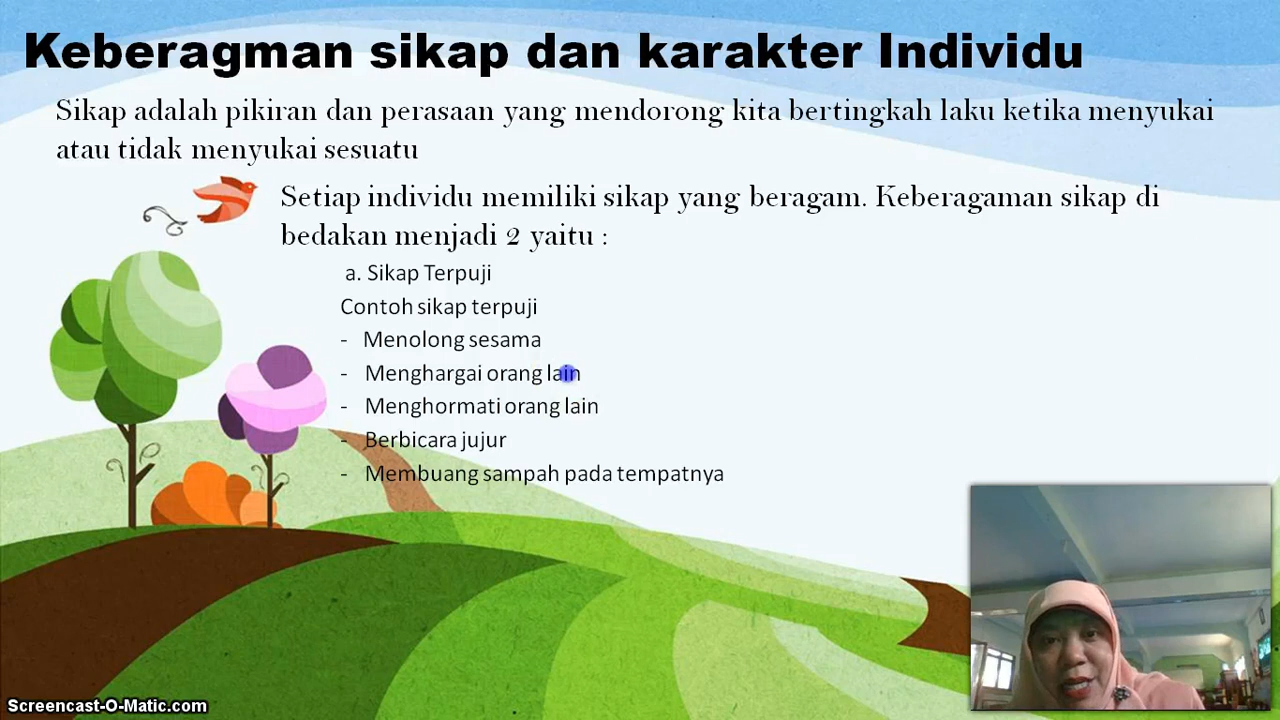 Keberagman sikap dan karakter Individu
Sikap adalah pikiran dan perasaan yang mendorong kita bertingkah laku ketika menyukai
atau tidak menyukai sesuatu
Setiap individu memiliki sikap yang beragam. Keberagaman sikap di
bedakan menjadi 2 yaitu :
a. Sikap Terpuji
Contoh sikap terpuji
- Menolong sesama
- Menghargai orang lain
- Menghormati orang lain
- Berbicara jujur
- Membuang sampah pada tempatnya
Screencast-O-Matic.com